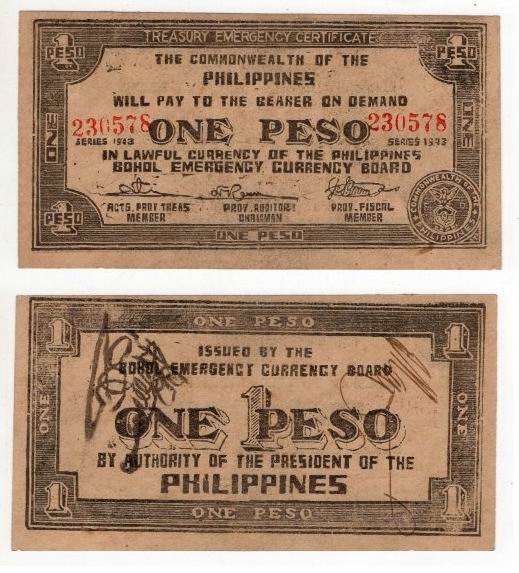 1
PESO
TREASURY EMERGENCY CERTIFICATE
1
PESO
THE COMMONWEALTH OF THE
PHILIPPINES
WILL PAY TO THE BEARER ON DEMAND
230578 ONE PESO 230578
SERIES 1943 SERIES 1943
IN LAWFUL CURRENCY OF THE PHILIPPINES
BOHOL EMERGENCY CURRENCY BOARD
ONE
ONE
ACTG. PROV TREAS PROV. AUDITOR PROV. FISCAL
MEMBER CHAIRMAN MEMBER
1
PESO
ONE PESO
COMMONWEALTH OF THE
PHILIPPINES
ONE PESO
1 1
ISSUED BY THE
BOHOL EMERGENCY CURRENCY BOARD
ONE 1 PESO
ONE
ONE
BY AUTHORITY OF THE PRESIDENT OF THE
PHILIPPINES
1 1
ONE PESO